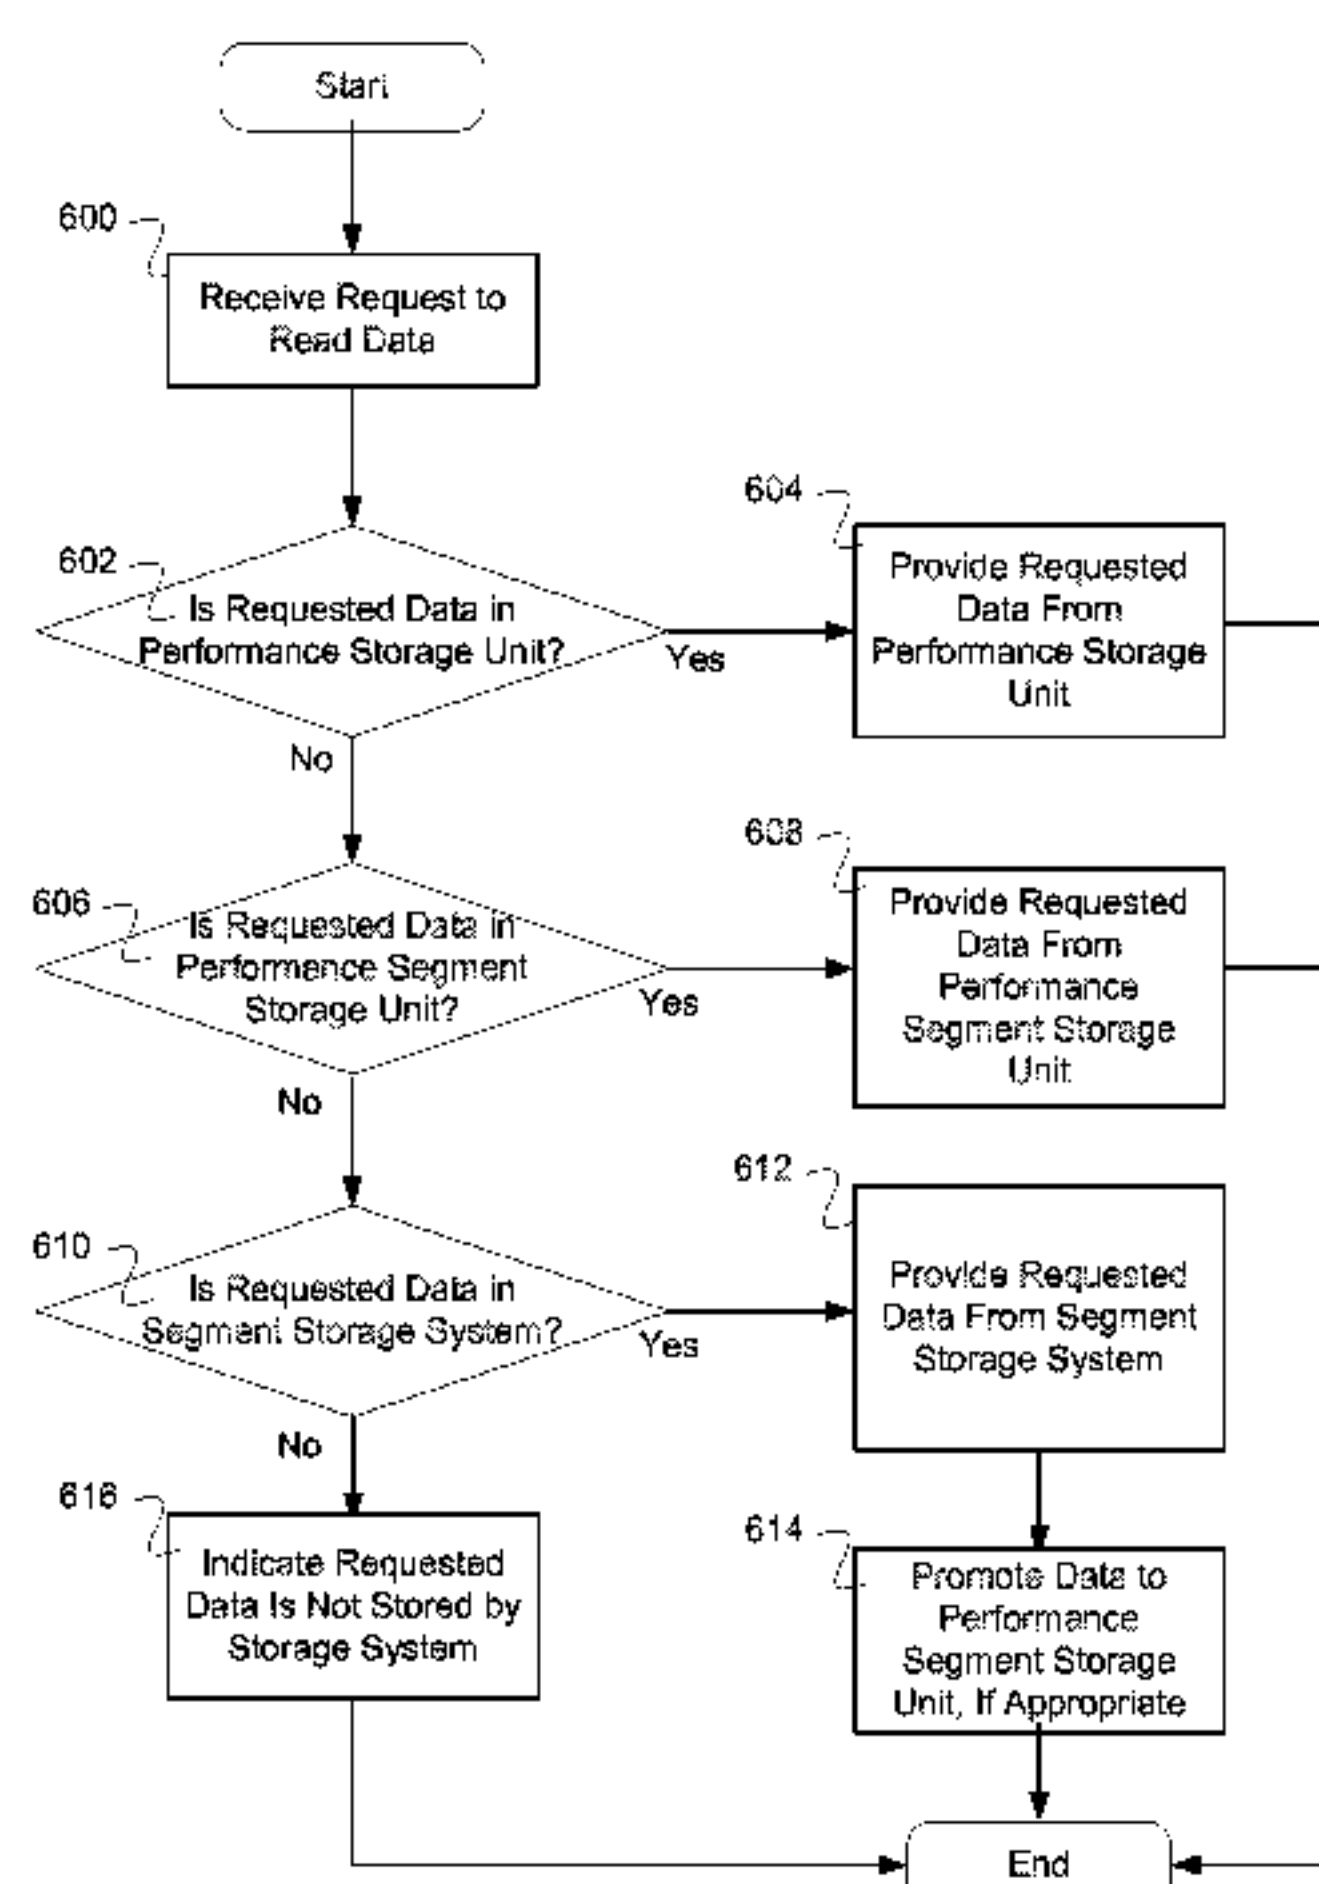 Start
600
Receive Request to
Read Data
602
Is Requested Data in
Performance Storage Unit?
Yes
No
604
Provide Requested
Data From
Performance Storage
Unit
606
Is Requested Data in
Performance Segment
Storage Unit?
Yes
No
608
Provide Requested
Data From
Performance
Segment Storage
Unit
610
Is Requested Data in
Segment Storage System?
Yes
No
612
Provide Requested
Data From Segment
Storage System
614
Promote Data to
Performance
Segment Storage
Unit, If Appropriate
616
Indicate Requested
Data Is Not Stored by
Storage System
End